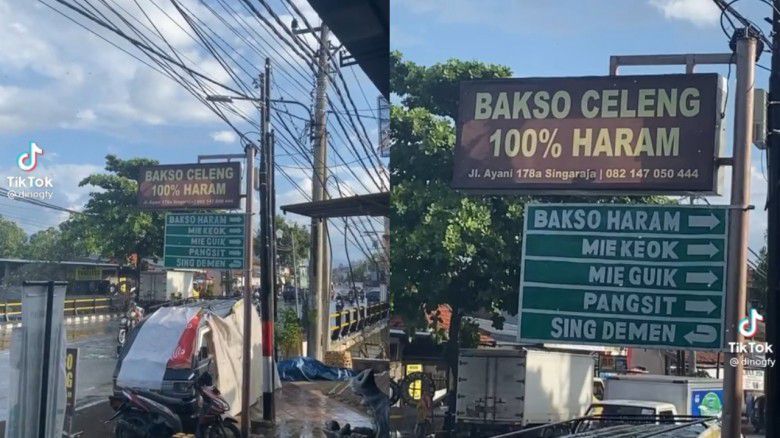 TikTok
@dinogfy
BAKSO CELENG
100% HARAM
BAKSO HARAM
MIE KEOK
MIE GUIK
PANGSIT
SING DEMEN
BAKSO CELENG
100% HARAM
Jl. Ayani 178a Singaraja | 082 147 050 444
BAKSO HARAM
MIE KEOK
MIE GUIK
PANGSIT
SING DEMEN
TikTok
@dinogfy